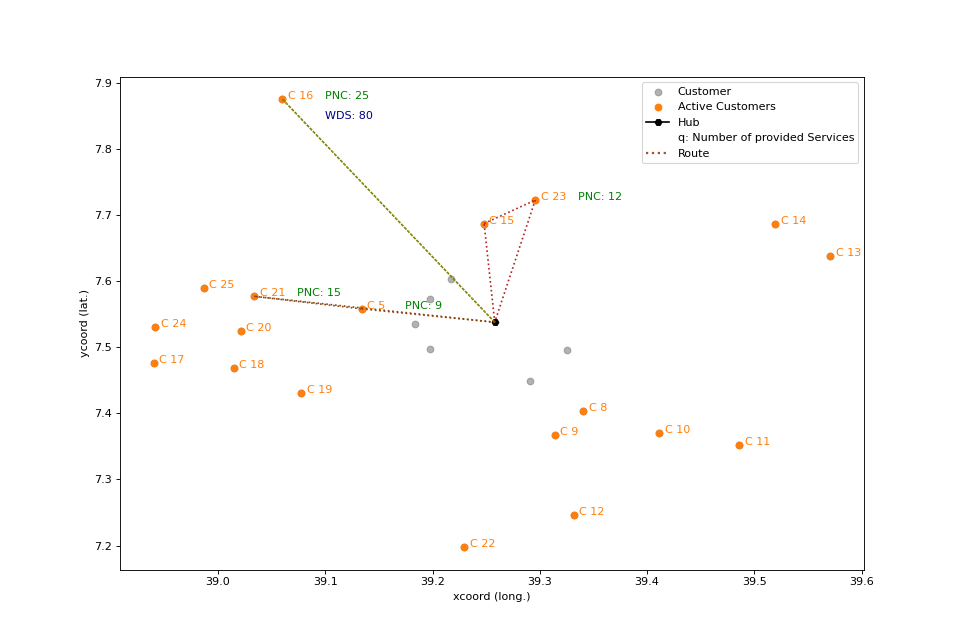 7.9
C 16 PNC: 25
WDS: 80
Customer
Active Customers
Hub
q: Number of provided Services
Route
7.8
C 23 PNC: 12
7.7
C 15
C 14
C 13
7.6
C 25
C 21 PNC: 15
C 5 PNC: 9
C 24
C 20
7.5
C 17
C 18
C 19
7.4
C 8
C 9
C 10
C 11
7.3
C 12
7.2
C 22
ycoord (lat.)
39.0 39.1 39.2 39.3 39.4 39.5 39.6
xcoord (long.)